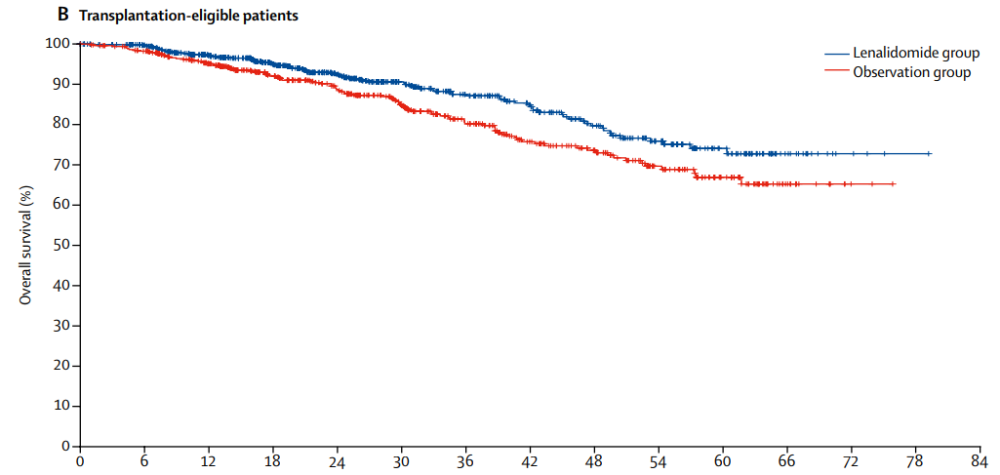 B Transplantation-eligible patients
100
90
80
70
60
50
40
30
20
10
0
Overall survival (%)
Lenalidomide group
Observation group
0 6 12 18 24 30 36 42 48 54 60 66 72 78 84